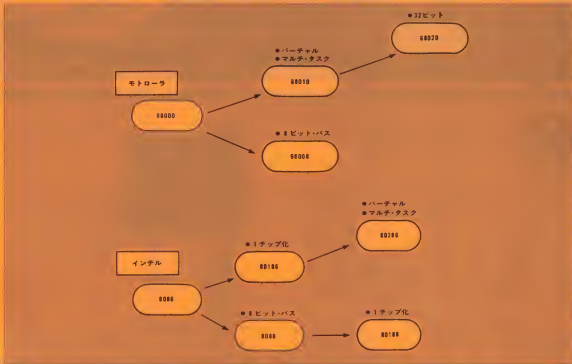 ●32ビット
68020
●バーチャル
●マルチ・タスク
68010
モトローラ
68000
●8ビット・バス
68008
●バーチャル
●マルチ・タスク
80286
●1チップ化
80186
インテル
8086
●8ビット・バス
8088
●1チップ化
80188